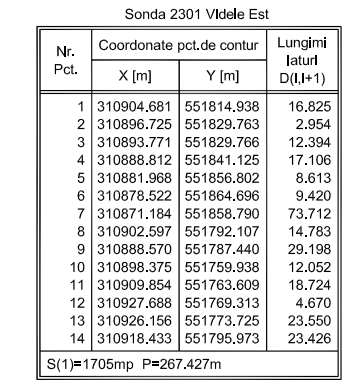 Sonda 2301 VIdele Est
Nr. Pct. Coordonate pct.de contur Lungimi laturI D(I,I+1)
X [m] Y [m]
1 310904.681 551814.938 16.825
2 310896.725 551829.763 2.954
3 310893.771 551829.766 12.394
4 310888.812 551841.125 17.106
5 310881.968 551856.802 8.613
6 310878.522 551864.696 9.420
7 310871.184 551858.790 73.712
8 310902.597 551792.107 14.783
9 310888.570 551787.440 29.198
10 310898.375 551759.938 12.052
11 310909.854 551763.609 18.724
12 310927.688 551769.313 4.670
13 310926.156 551773.725 23.550
14 310918.433 551795.973 23.426
S(1)=1705mp P=267.427m